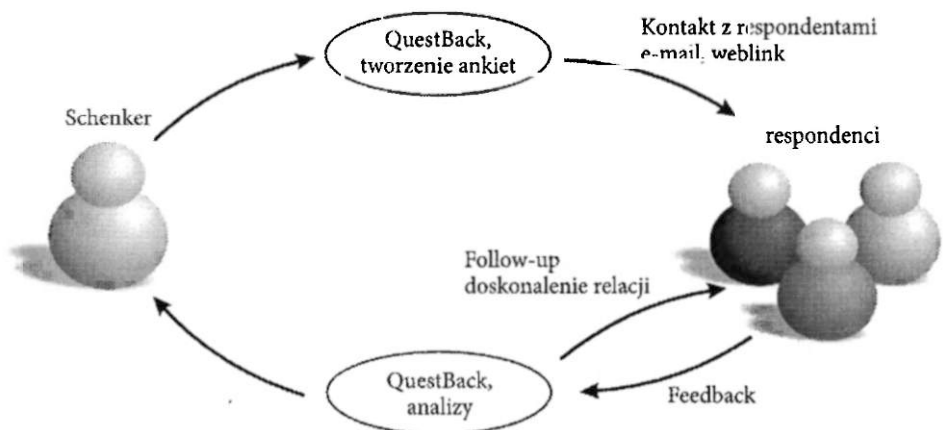 QuestBack,
tworzenie ankiet
Kontakt z respondentami
e-mail, weblink
Schenker
respondenci
Follow-up
doskonalenie relacji
QuestBack,
analizy
Feedback